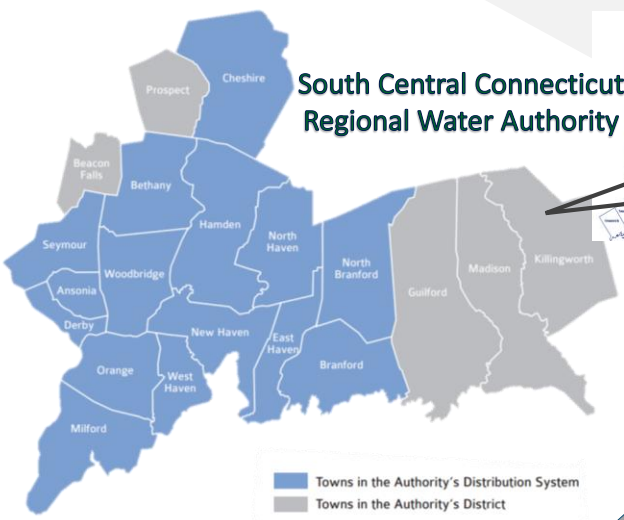 South Central Connecticut
Regional Water Authority
Cheshire
Prospect
Beacon
Falls
Bethany
Hamden
North
Haven
Seymour
Woodbridge
Ansonia
Derby
North
Branford
Guilford
Madison
Killingworth
New Haven
East
Haven
Orange
West
Haven
Branford
Milford
Towns in the Authority's Distribution System
Towns in the Authority's District